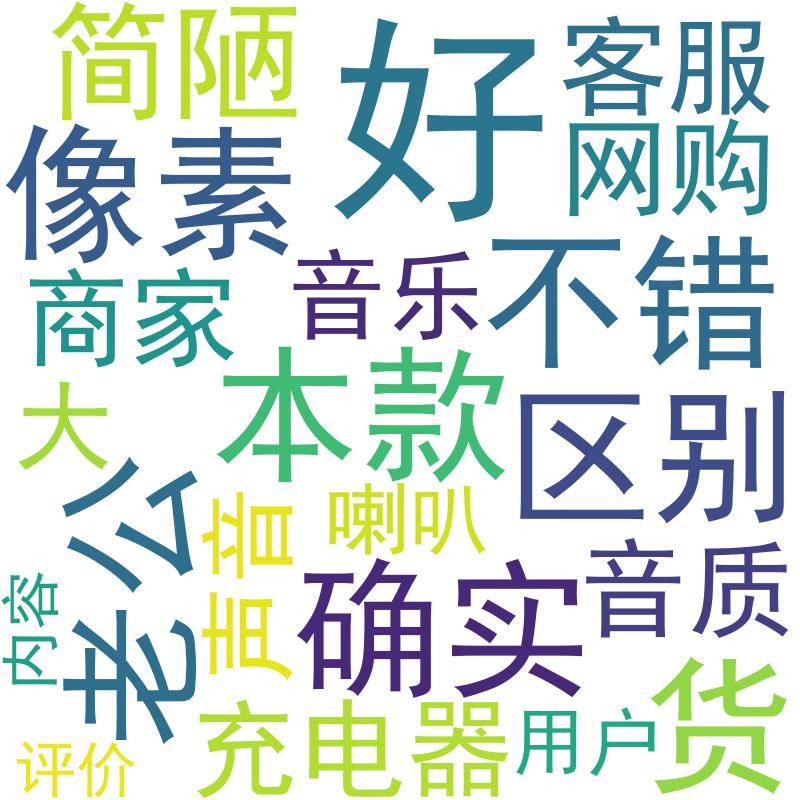 简陋
好
客服
网购
像素
音乐
不错
商家
本款
大
区别
老公
声音
喇叭
确实
音质
内容
充电器
用户
货
评价